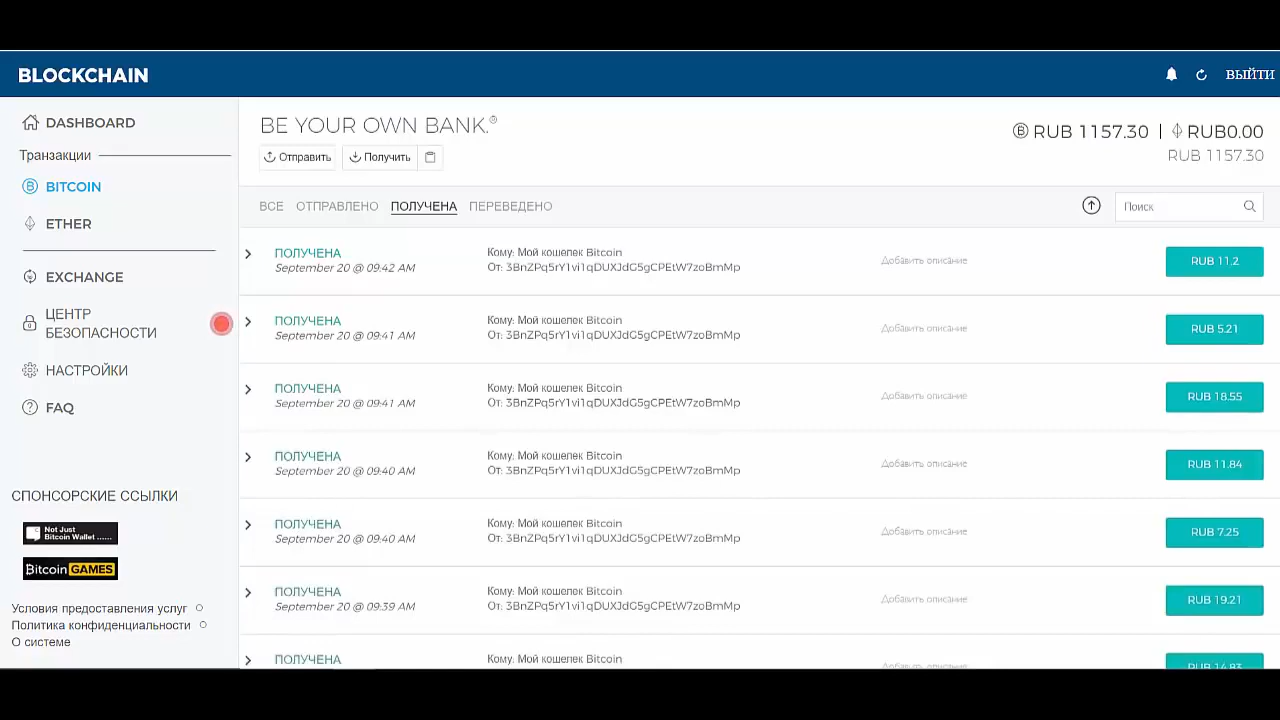 BLOCKCHAIN
ВЫЙТИ
DASHBOARD
Транзакции
BITCOIN
ETHER
EXCHANGE
ЦЕНТР
БЕЗОПАСНОСТИ
НАСТРОЙКИ
FAQ
СПОНСОРСКИЕ ССЫЛКИ
Not Just
Bitcoin Wallet ......
Bitcoin GAMES
Условия предоставления услуг
Политика конфиденциальности
О системе
BE YOUR OWN BANK.®
RUB 1157.30 | RUB0.00
RUB 1157.30
Отправить Получить
ВСЕ ОТПРАВЛЕНО ПОЛУЧЕНА ПЕРЕВЕДЕНО
Поиск
ПОЛУЧЕНА Кому: Мой кошелек Bitcoin
September 20 @ 09:42 AM От: 3BnZPq5rY1vi1qDUXJdG5gCPEtW7zoBmMp
Добавить описание RUB 11.2
ПОЛУЧЕНА Кому: Мой кошелек Bitcoin
September 20 @ 09:41 AM От: 3BnZPq5rY1vi1qDUXJdG5gCPEtW7zoBmMp
Добавить описание RUB 5.21
ПОЛУЧЕНА Кому: Мой кошелек Bitcoin
September 20 @ 09:41 AM От: 3BnZPq5rY1vi1qDUXJdG5gCPEtW7zoBmMp
Добавить описание RUB 18.55
ПОЛУЧЕНА Кому: Мой кошелек Bitcoin
September 20 @ 09:40 AM От: 3BnZPq5rY1vi1qDUXJdG5gCPEtW7zoBmMp
Добавить описание RUB 11.84
ПОЛУЧЕНА Кому: Мой кошелек Bitcoin
September 20 @ 09:40 AM От: 3BnZPq5rY1vi1qDUXJdG5gCPEtW7zoBmMp
Добавить описание RUB 7.25
ПОЛУЧЕНА Кому: Мой кошелек Bitcoin
September 20 @ 09:39 AM От: 3BnZPq5rY1vi1qDUXJdG5gCPEtW7zoBmMp
Добавить описание RUB 19.21
ПОЛУЧЕНА Кому: Мой кошелек Bitcoin
Добавить описание RUB 14.83